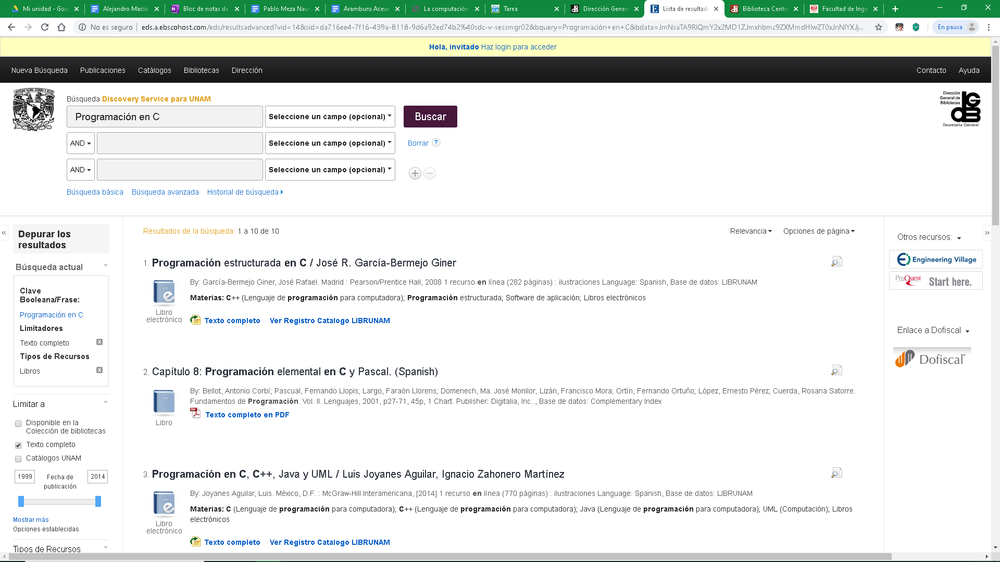 Mi unidad - Goo
Alejandro Macias
Bloc de notas de
Pablo Meza Nava
Aramburo Aceve
La computación
Tarea
Dirección Genera
Lista de resultado
Biblioteca Centra
Facultad de Inge
No es seguro | eds.a.ebscohost.com/eds/resultsadvanced?vid=14&sid=da716ee4-7f16-439a-8118-9d6a92ed74b2%40sdc-v-sessmgr02&bquery=Programación+en+C&bdata=
En pausa
Hola, invitado Haz login para acceder
Nueva Búsqueda Publicaciones Catálogos Bibliotecas Dirección Contacto Ayuda
Búsqueda Discovery Service para UNAM
Programación en C Seleccione un campo (opcional) Buscar
AND Seleccione un campo (opcional) Borrar ?
AND Seleccione un campo (opcional)
Búsqueda básica Búsqueda avanzada Historial de búsqueda
Dirección
General de
Bibliotecas
DGB
Secretaría General
Depurar los
resultados
Búsqueda actual
Clave
Booleana/Frase:
Programación en C
Limitadores
Texto completo
Tipos de Recursos
Libros
Limitar a
Disponible en la
Colección de bibliotecas
Texto completo
Catálogos UNAM
1999 Fecha de publicación 2014
Mostrar más
Opciones establecidas
Tipos de Recursos
Resultados de la búsqueda: 1 a 10 de 10
Relevancia Opciones de página
1. Programación estructurada en C / José R. García-Bermejo Giner
By: García-Bermejo Giner, José Rafael. Madrid : Pearson/Prentice Hall, 2008 1 recurso en línea (282 páginas) : ilustraciones Language: Spanish, Base de datos: LIBRUNAM
Materias: C++ (Lenguaje de programación para computadora); Programación estructurada; Software de aplicación; Libros electrónicos
Libro
electrónico
Texto completo Ver Registro Catalogo LIBRUNAM
2. Capítulo 8: Programación elemental en C y Pascal. (Spanish)
By: Bellot, Antonio Corbí; Pascual, Fernando Llopis; Largo, Faraón Llorens; Domenech, Ma. José Monllor; Lizán, Francisco Mora; Ortín, Fernando Ortuño; López, Ernesto Pérez; Cuerda, Rosana Satorre.
Fundamentos de Programación. Vol. II. Lenguajes, 2001, p27-71, 45p, 1 Chart. Publisher: Digitalia, Inc.., Base de datos: Complementary Index
Libro
PDF Texto completo en PDF
3. Programación en C, C++, Java y UML / Luis Joyanes Aguilar, Ignacio Zahonero Martínez
By: Joyanes Aguilar, Luis. México, D.F. : McGraw-Hill Interamericana, [2014] 1 recurso en línea (770 páginas) : ilustraciones Language: Spanish, Base de datos: LIBRUNAM
Materias: C (Lenguaje de programación para computadora); C++ (Lenguaje de programación para computadora); Java (Lenguaje de programación para computadora); UML (Computación); Libros
electrónicos
Libro
electrónico
Texto completo Ver Registro Catalogo LIBRUNAM
Otros recursos:
Engineering Village
ProQuest Start here.
Enlace a Dofiscal
Dofiscal